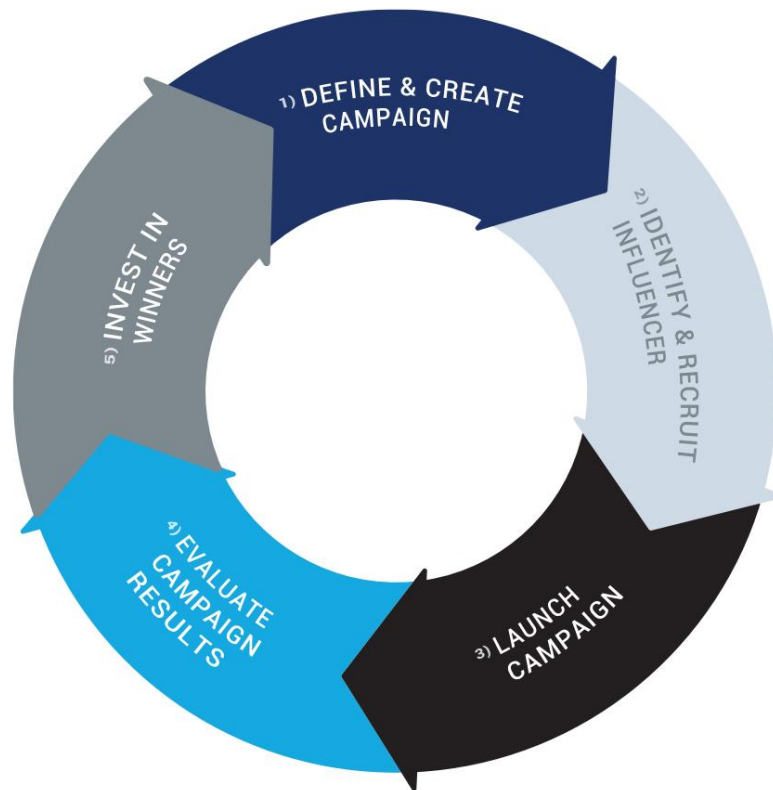 1) DEFINE & CREATE
CAMPAIGN
2) IDENTIFY & RECRUIT
INFLUENCER
3) LAUNCH
CAMPAIGN
4) EVALUATE
CAMPAIGN
RESULTS
5) INVEST IN
WINNERS